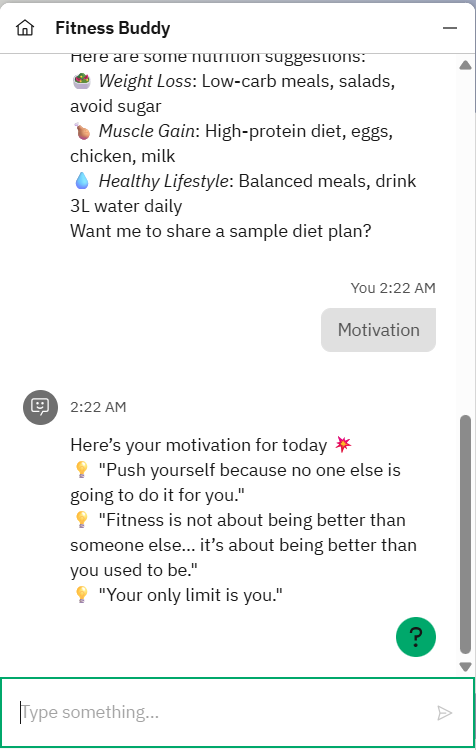 Fitness Buddy
Here are some nutrition suggestions:
🥗 Weight Loss: Low-carb meals, salads,
avoid sugar
🍗 Muscle Gain: High-protein diet, eggs,
chicken, milk
💧 Healthy Lifestyle: Balanced meals, drink
3L water daily
Want me to share a sample diet plan?
You 2:22 AM
Motivation
2:22 AM
Here’s your motivation for today 💥
💡 "Push yourself because no one else is
going to do it for you."
💡 "Fitness is not about being better than
someone else… it’s about being better than
you used to be."
💡 "Your only limit is you."
?
Type something...